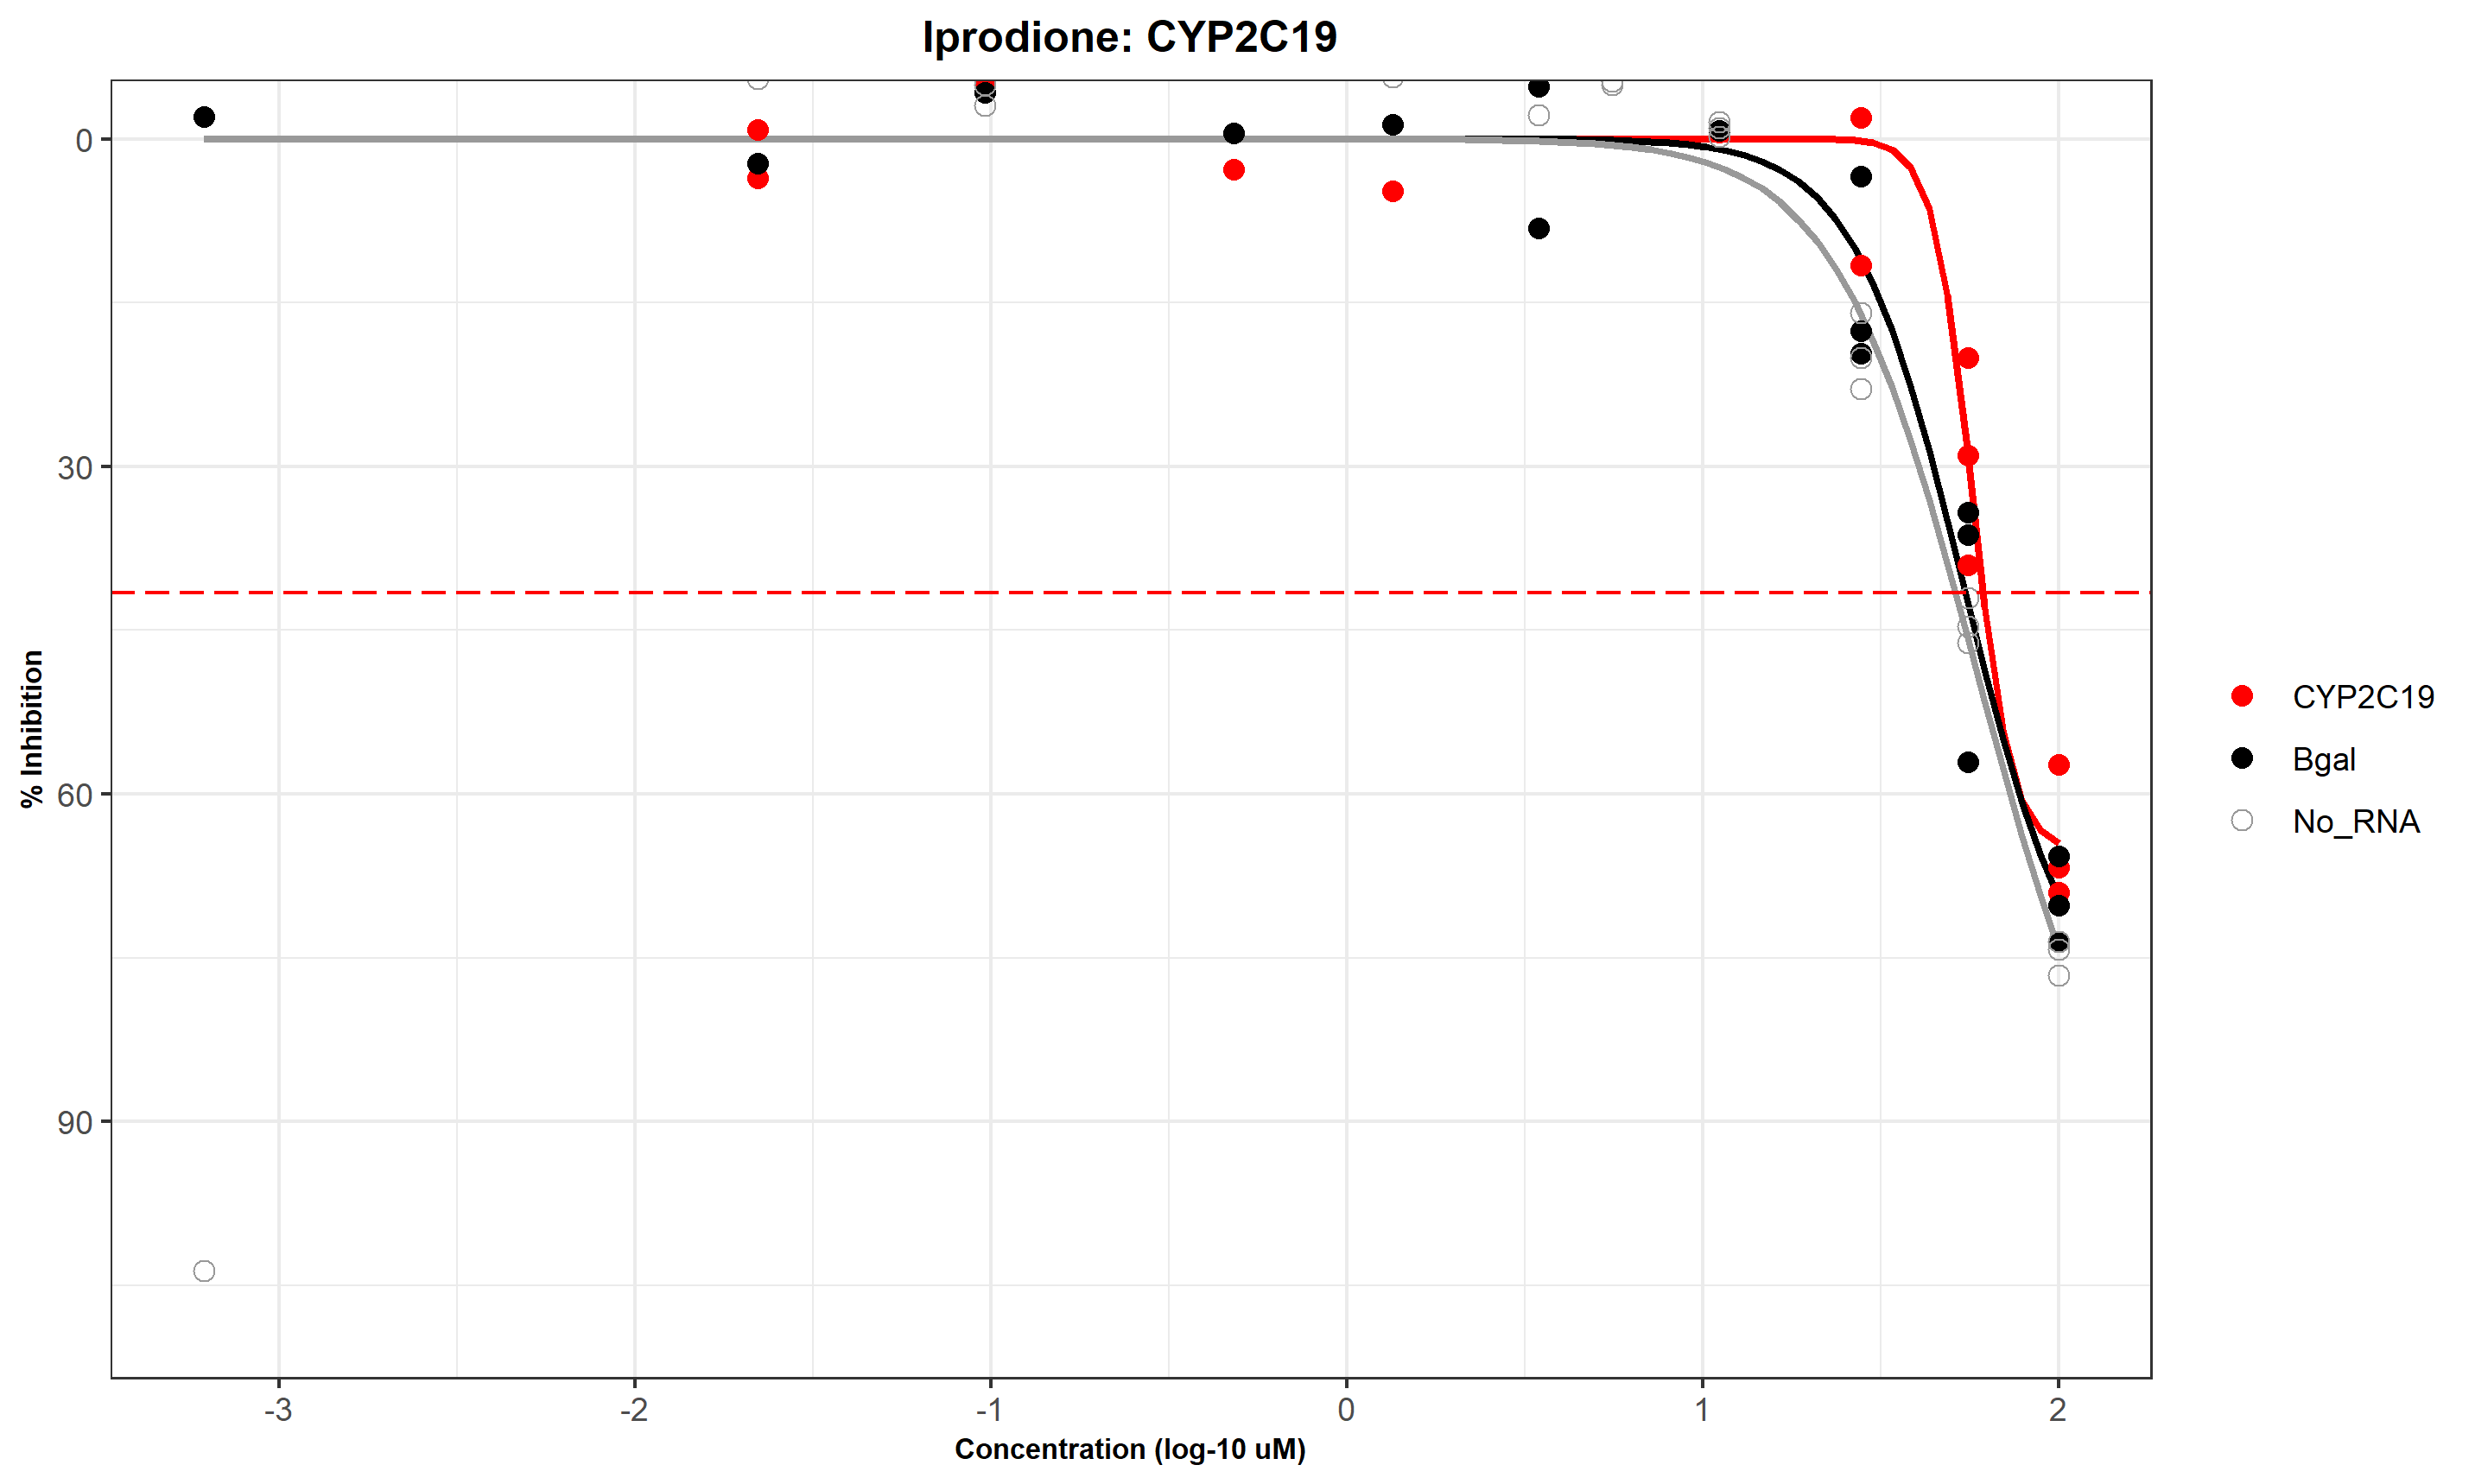 Iprodione: CYP2C19
0
30
60
90
% Inhibition
-3
-2
-1
0
1
2
Concentration (log-10 uM)
CYP2C19
Bgal
No_RNA